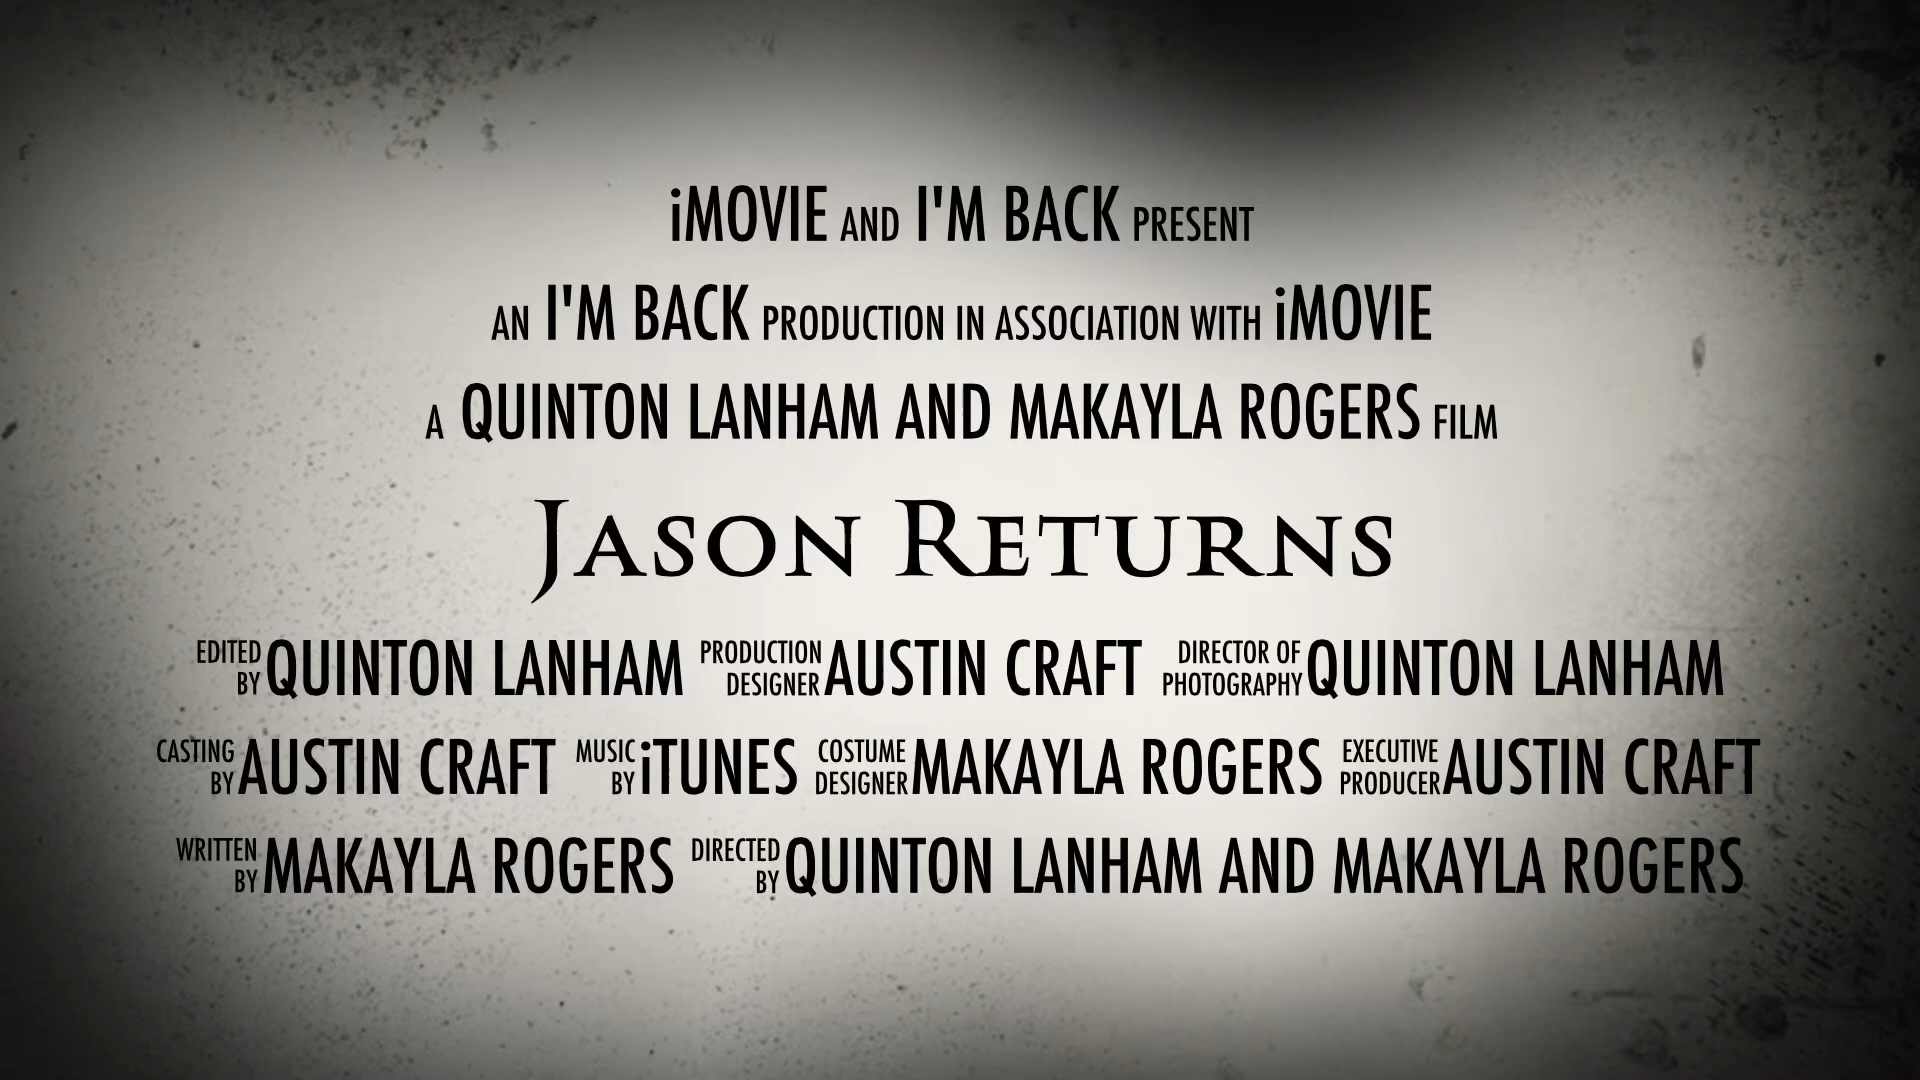 iMOVIE AND I'M BACK PRESENT
AN I'M BACK PRODUCTION IN ASSOCIATION WITH iMOVIE
A QUINTON LANHAM AND MAKAYLA ROGERS FILM
JASON RETURNS
EDITED BY QUINTON LANHAM PRODUCTION DESIGNER AUSTIN CRAFT DIRECTOR OF PHOTOGRAPHY QUINTON LANHAM
CASTING BY AUSTIN CRAFT MUSIC BY iTUNES COSTUME DESIGNER MAKAYLA ROGERS EXECUTIVE PRODUCER AUSTIN CRAFT
WRITTEN BY MAKAYLA ROGERS DIRECTED BY QUINTON LANHAM AND MAKAYLA ROGERS